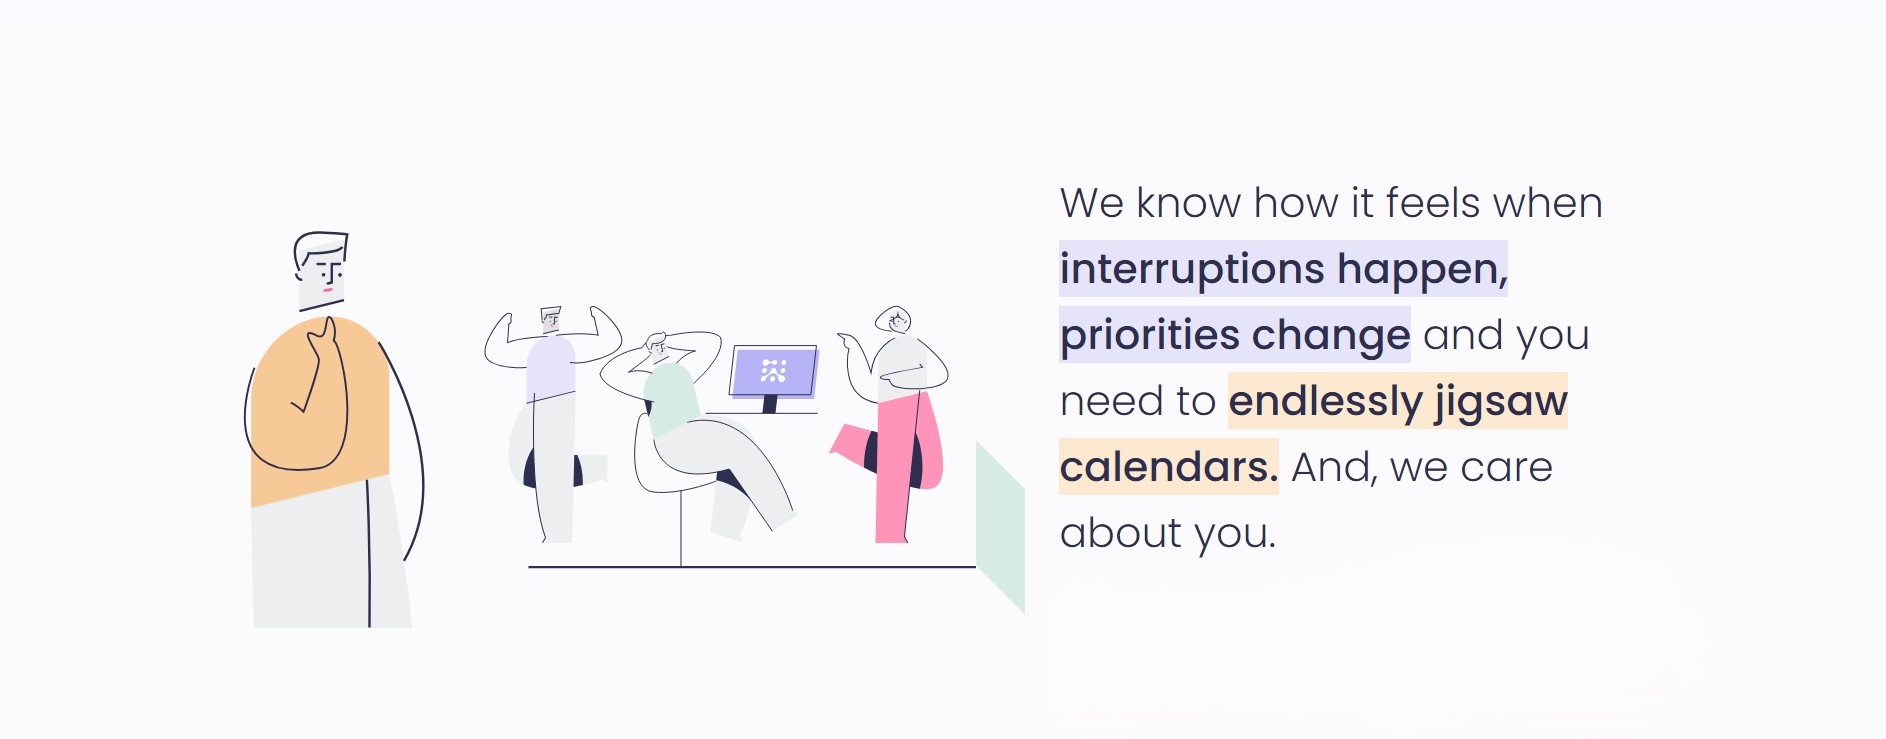 We know how it feels when
interruptions happen,
priorities change and you
need to endlessly jigsaw
calendars. And, we care
about you.